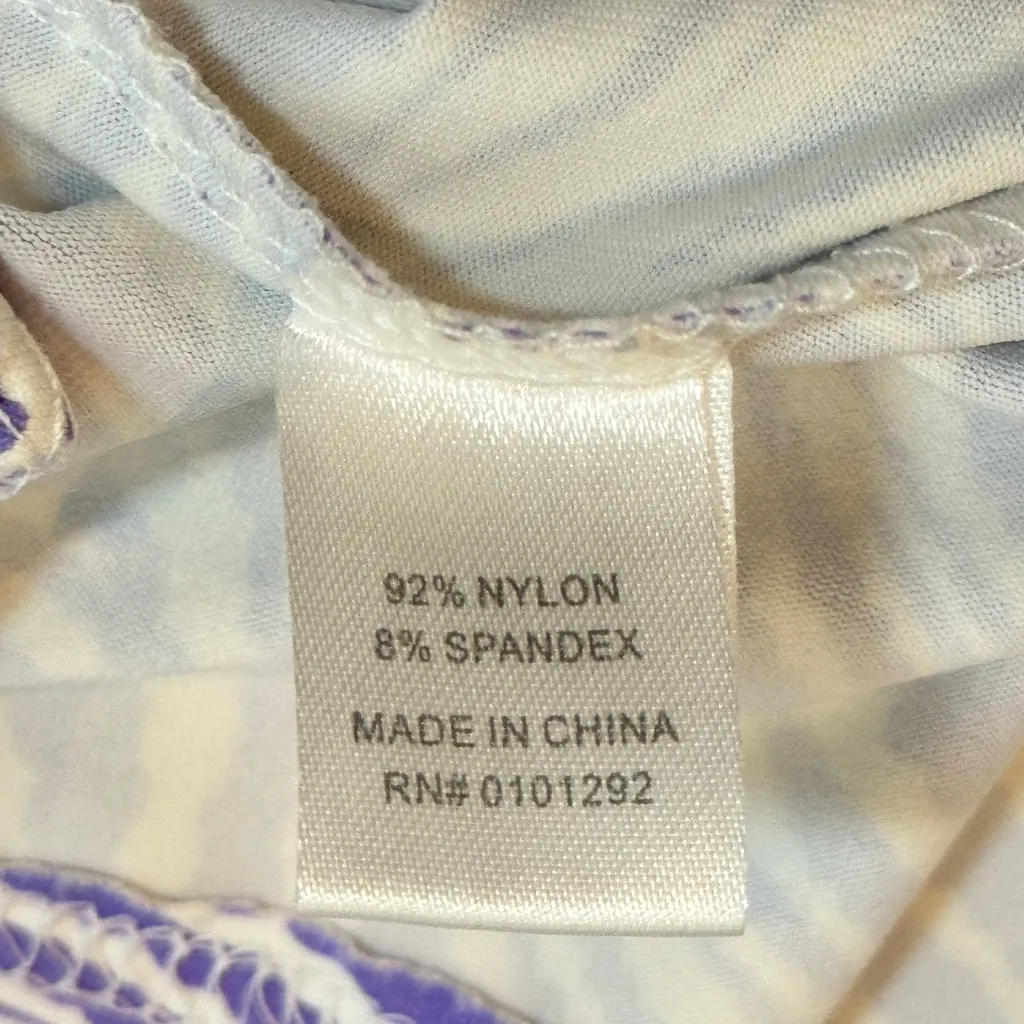 92% NYLON
8% SPANDEX
MADE IN CHINA
RN# 0101292